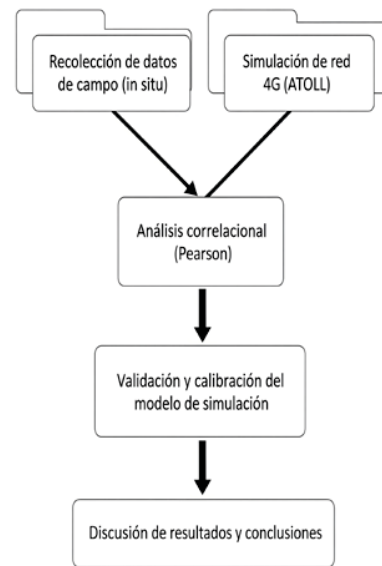 Recolección de datos
de campo (in situ)
Simulación de red
4G (ATOLL)
Análisis correlacional
(Pearson)
Validación y calibración del
modelo de simulación
Discusión de resultados y conclusiones